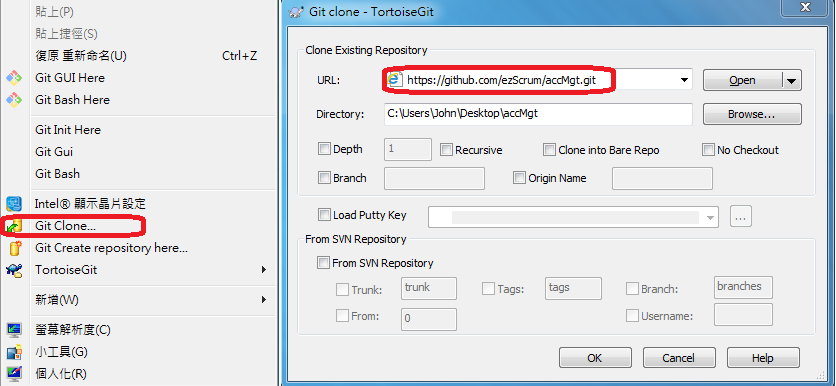 貼上(P)
貼上捷徑(S)
復原 重新命名(U) Ctrl+Z
Git GUI Here
Git Bash Here
Git Init Here
Git Gui
Git Bash
Intel® 顯示晶片設定
Git Clone...
Git Create repository here...
TortoiseGit
新增(W)
螢幕解析度(C)
小工具(G)
個人化(R)
Git clone - TortoiseGit
Clone Existing Repository
URL: https://github.com/ezScrum/accMgt.git Open
Directory: C:\Users\John\Desktop\accMgt Browse...
Depth 1 Recursive Clone into Bare Repo No Checkout
Branch Origin Name
Load Putty Key ...
From SVN Repository
From SVN Repository
Trunk: trunk Tags: tags Branch: branches
From: 0 Username:
OK Cancel Help